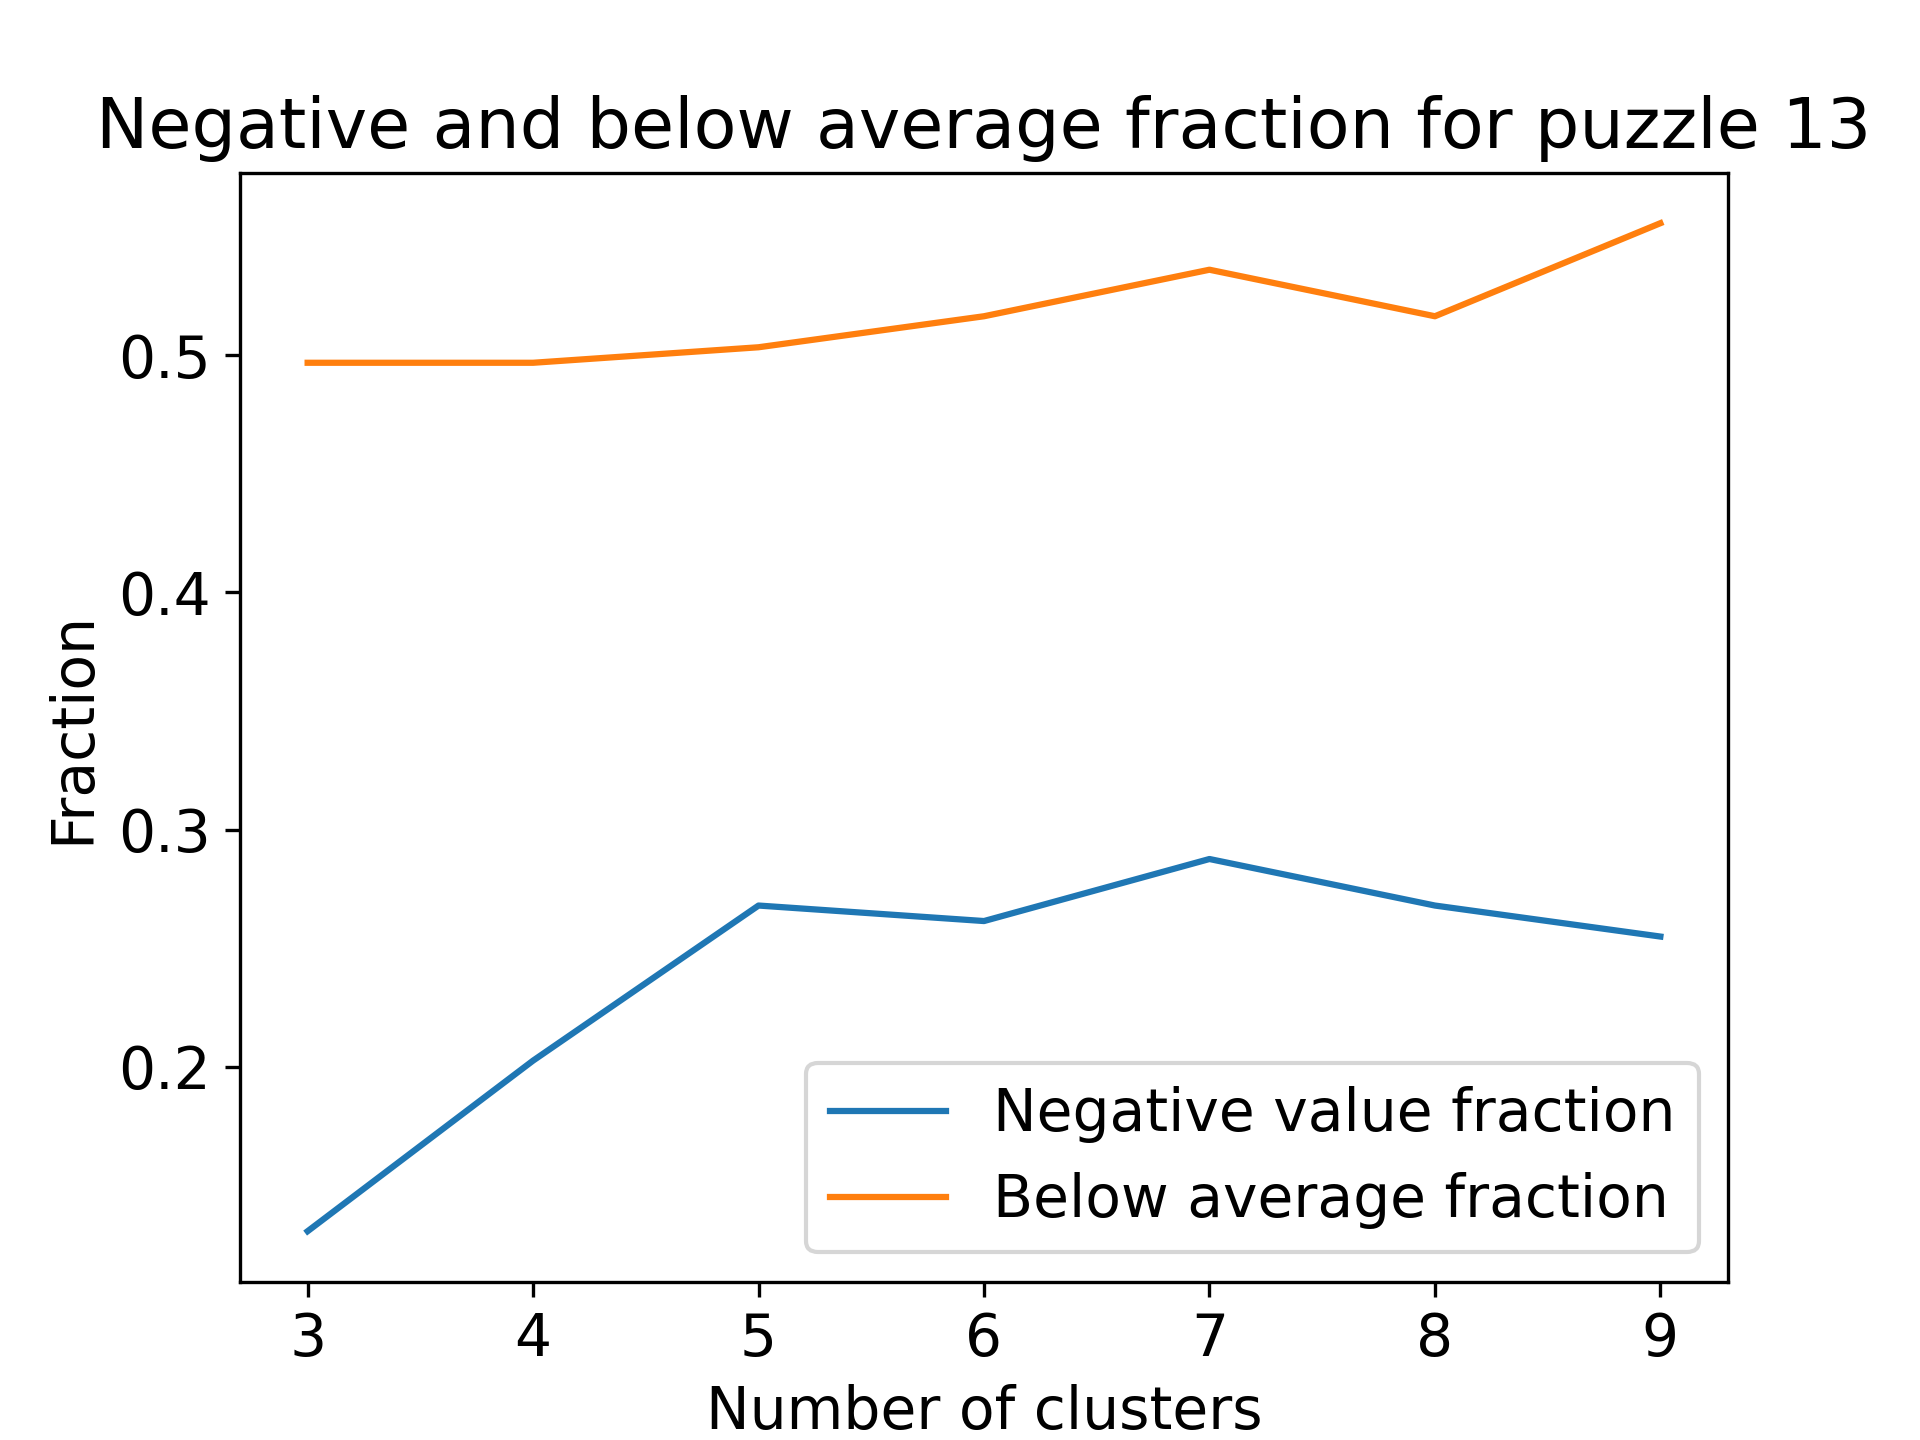 Negative and below average fraction for puzzle 13
0.5
0.4
0.3
0.2
Fraction
Negative value fraction
Below average fraction
3 4 5 6 7 8 9
Number of clusters